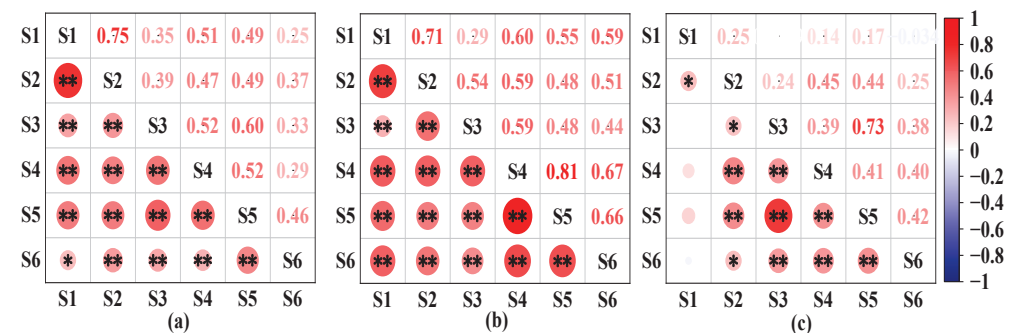 S1 S1 0.75 0.35 0.51 0.49 0.25
S2 ** S2 0.39 0.47 0.49 0.37
S3 ** ** S3 0.52 0.60 0.33
S4 ** ** ** S4 0.52 0.29
S5 ** ** ** ** S5 0.46
S6 * ** ** ** ** S6
S1 S2 S3 S4 S5 S6
(a)
S1 S1 0.71 0.29 0.60 0.55 0.59
S2 ** S2 0.54 0.59 0.48 0.51
S3 ** ** S3 0.59 0.48 0.44
S4 ** ** ** S4 0.81 0.67
S5 ** ** ** ** S5 0.66
S6 ** ** ** ** ** S6
S1 S2 S3 S4 S5 S6
(b)
S1 S1 0.25 0.14 0.17
S2 * S2 0.24 0.45 0.44 0.25
S3 * S3 0.39 0.73 0.38
S4 ** ** S4 0.41 0.40
S5 ** ** ** S5 0.42
S6 * ** ** ** S6
S1 S2 S3 S4 S5 S6
(c)
1
0.8
0.6
0.4
0.2
0
−0.2
−0.4
−0.6
−0.8
−1